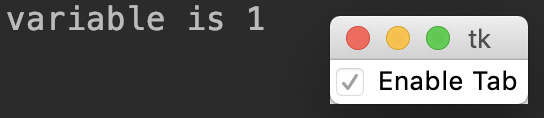 variable is 1
tk
Enable Tab